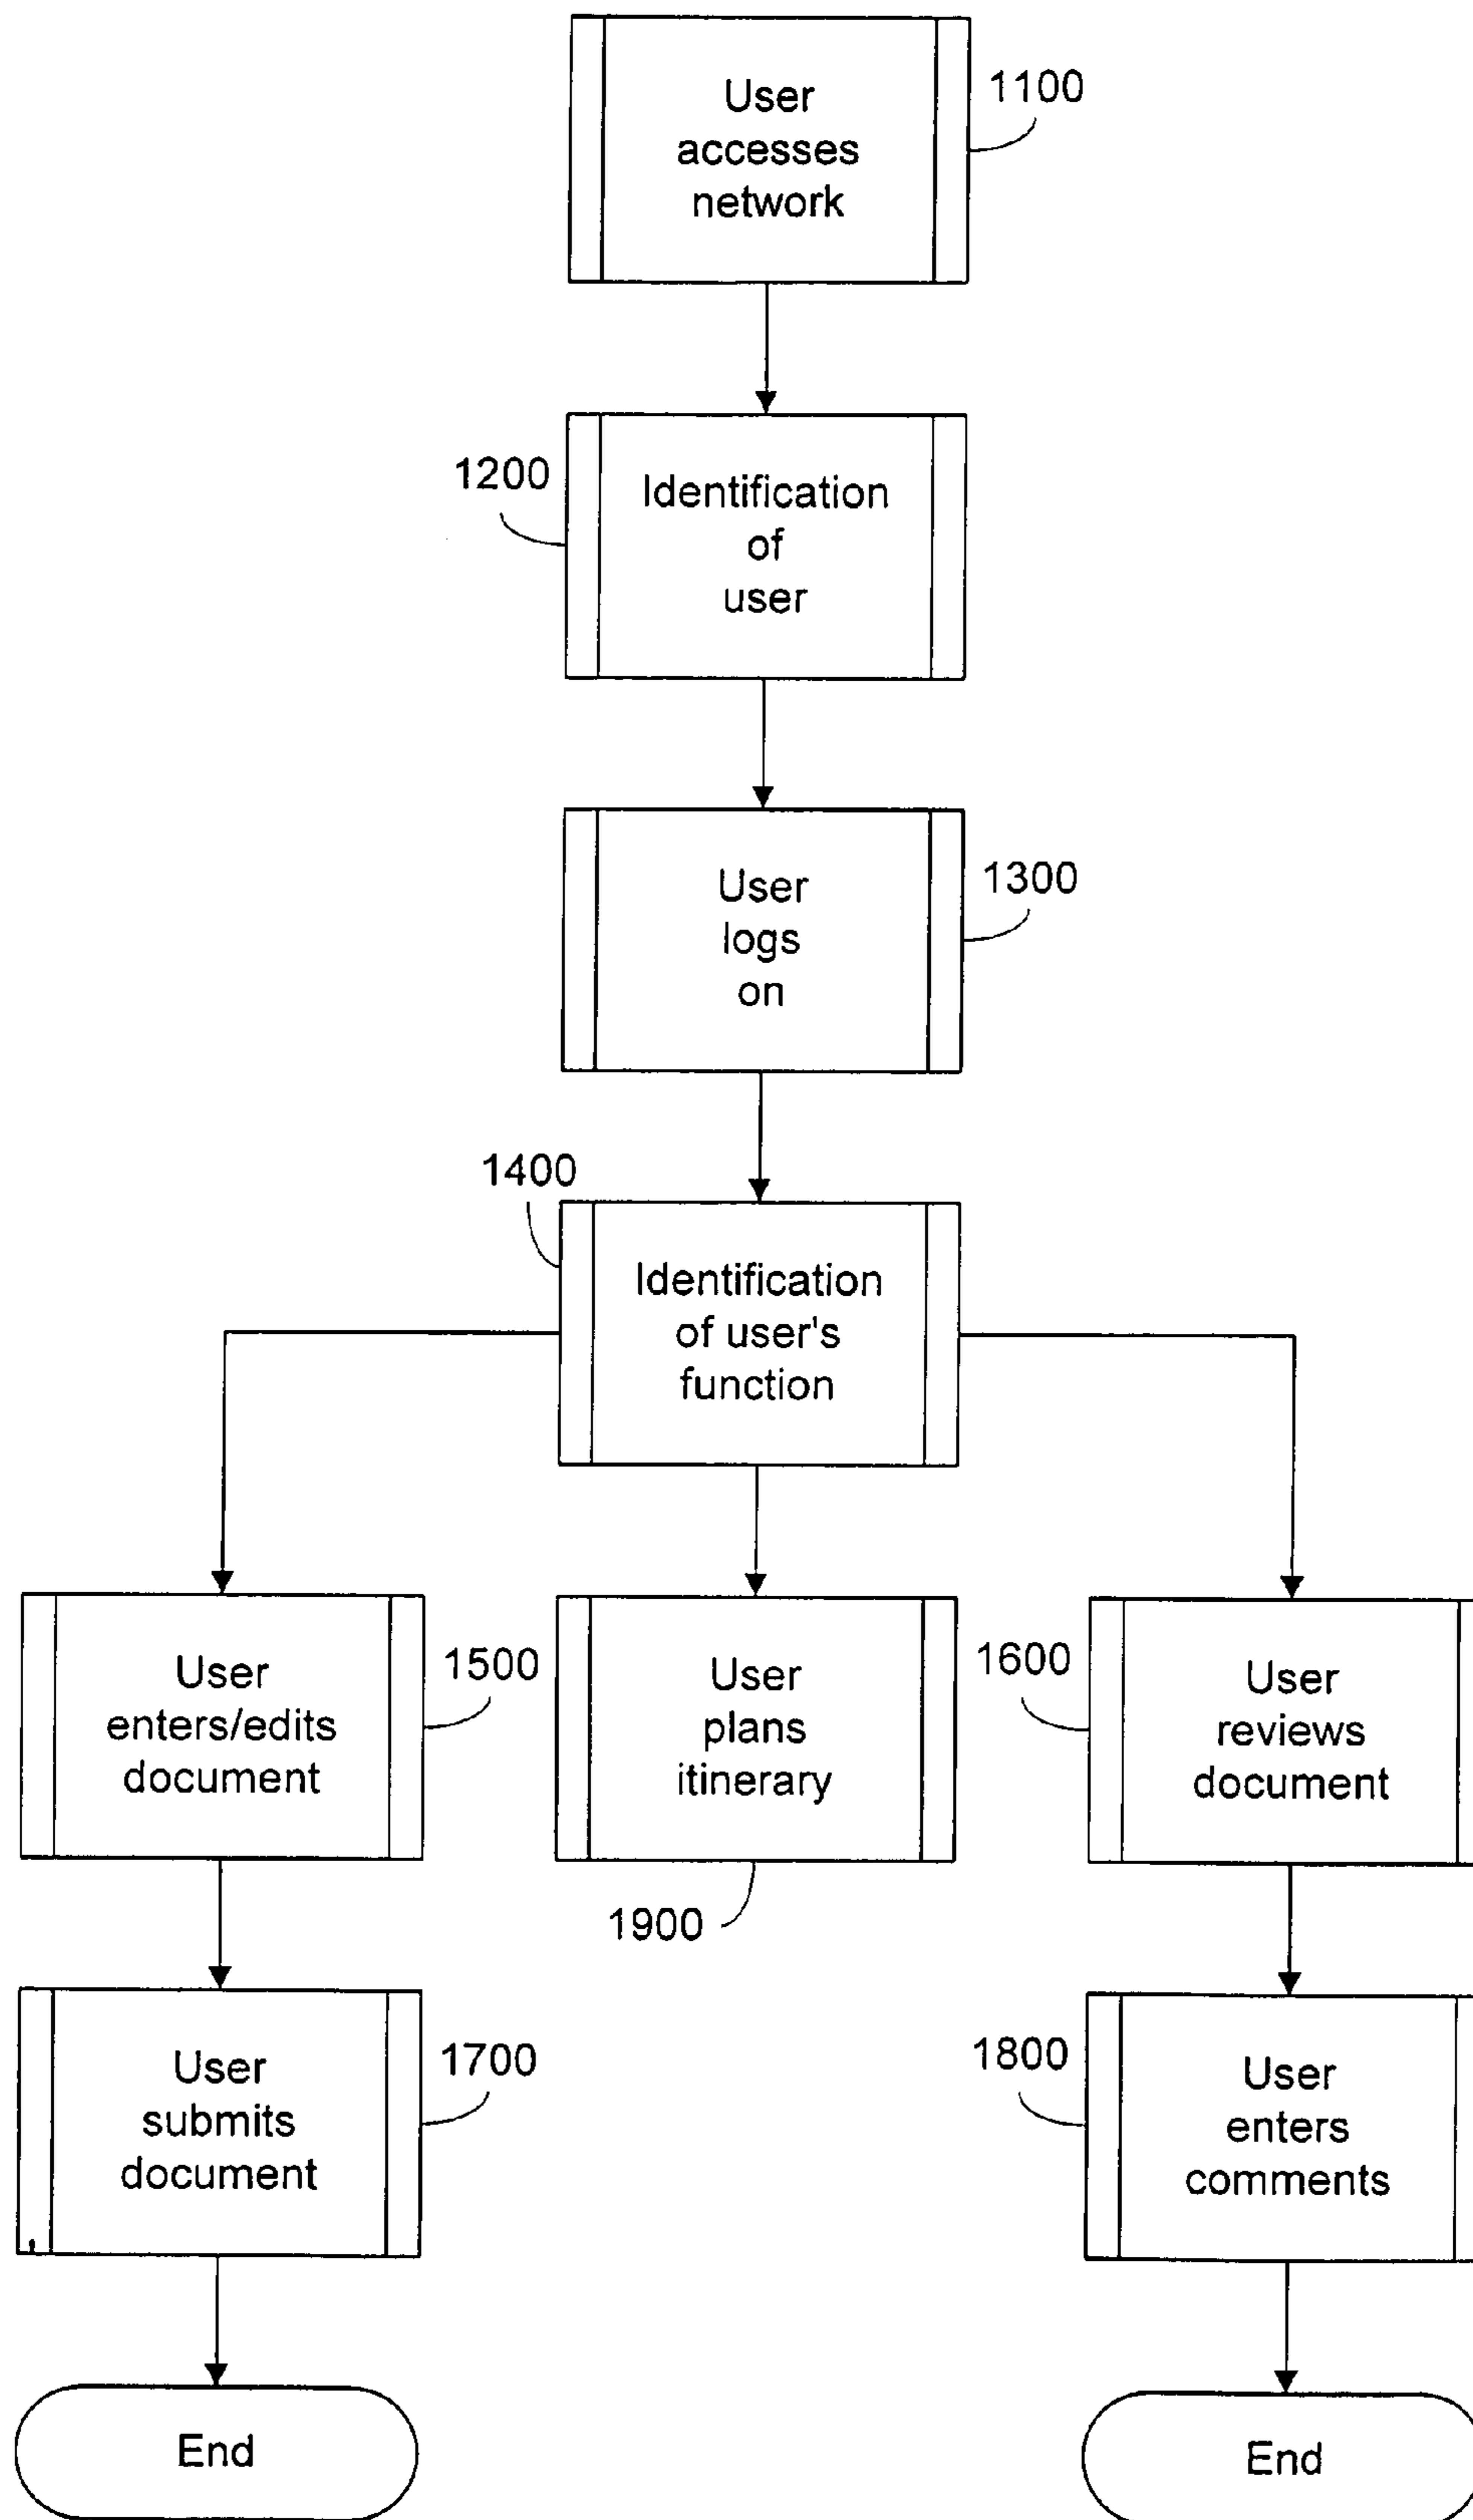 User
accesses
network
1100
1200
Identification
of
user
User
logs
on
1300
1400
Identification
of user's
function
User
enters/edits
document
1500
User
plans
itinerary
1900
1600
User
reviews
document
User
submits
document
1700
1800
User
enters
comments
End
End